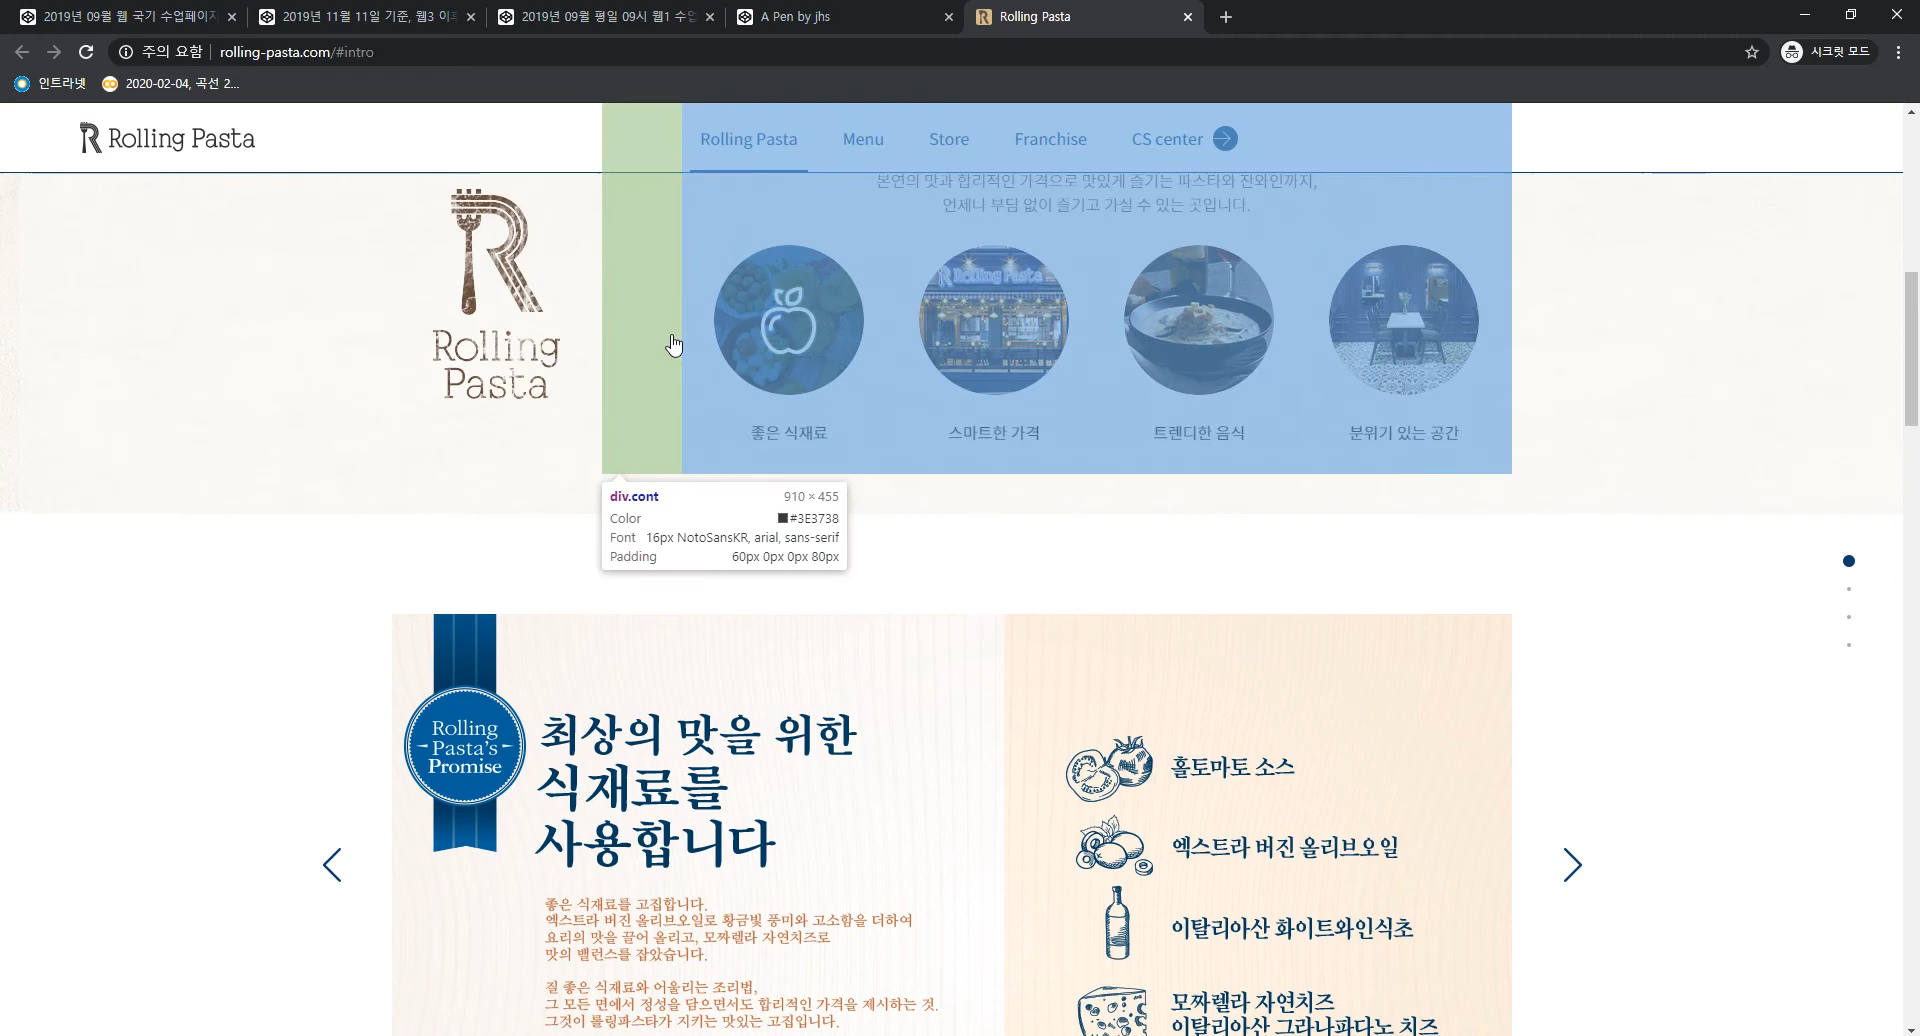 2019년 09월 웹 국기 수업페이지
2019년 11월 11일 기준, 웹3 이
2019년 09월 평일 09시 웹1 수업
A Pen by jhs
Rolling Pasta
주의 요함
rolling-pasta.com/#intro
시크릿 모드
인트라넷
2020-02-04, 곡선 2...
Rolling Pasta
Rolling Pasta
Menu
Store
Franchise
CS center
본연의 맛과 합리적인 가격으로 맛있게 즐기는 파스타와 잔와인까지,
언제나 부담 없이 즐기고 가실 수 있는 곳입니다.
Rolling
Pasta
Rolling Pasta
좋은 식재료
스마트한 가격
트렌디한 음식
분위기 있는 공간
div.cont 910 × 455
Color #3E3738
Font 16px NotoSansKR, arial, sans-serif
Padding 60px 0px 0px 80px
Rolling
Pasta's
Promise
최상의 맛을 위한
식재료를
사용합니다
좋은 식재료를 고집합니다.
엑스트라 버진 올리브오일로 황금빛 풍미와 고소함을 더하여
요리의 맛을 끌어 올리고, 모짜렐라 자연치즈로
맛의 밸런스를 잡았습니다.
질 좋은 식재료와 어울리는 조리법,
그 모든 면에서 정성을 담으면서도 합리적인 가격을 제시하는 것.
그것이 롤링파스타가 지키는 맛있는 고집입니다.
홀토마토 소스
엑스트라 버진 올리브오일
이탈리아산 화이트와인식초
모짜렐라 자연치즈
이탈리아산 그라나파다노 치즈